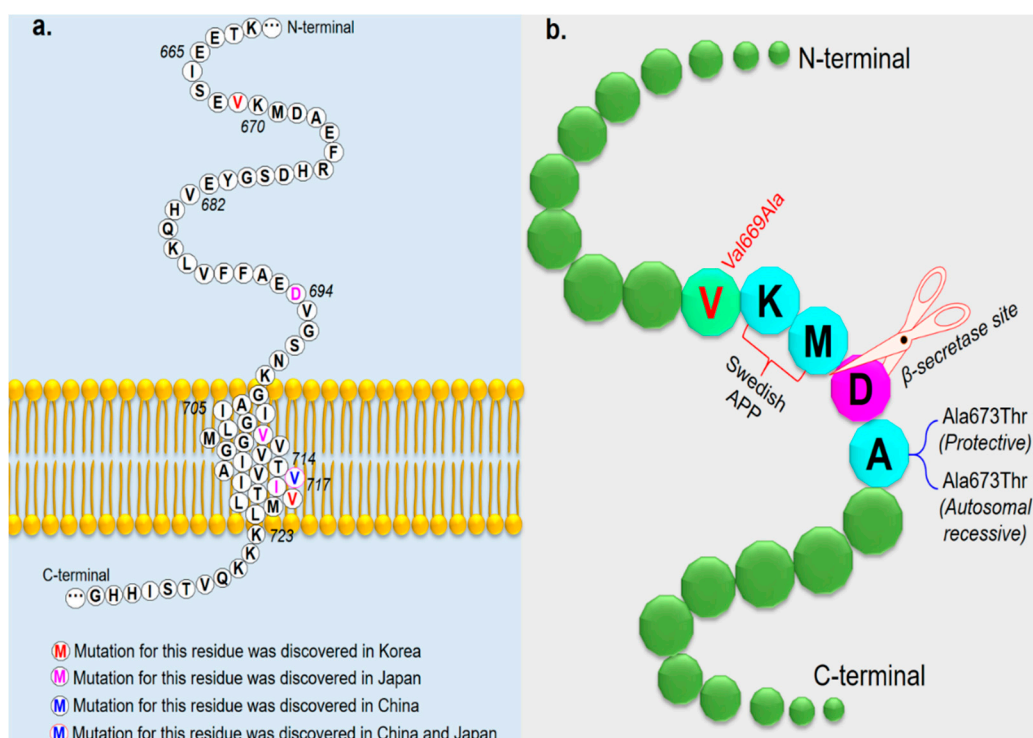 a.
... K T E E I S E V K M D A E F R H D S G Y E V H Q K L V F F A E D V G S N K
N-terminal
665
670
682
694
G A I
I G L M
V G G
V V I A
714
T V I
V
717
I T L
V M L
705
723
K K K Q V T S I H H G ...
C-terminal
M Mutation for this residue was discovered in Korea
M Mutation for this residue was discovered in Japan
M Mutation for this residue was discovered in China
M Mutation for this residue was discovered in China and Japan
b.
N-terminal
Val669Ala
V K M D A
Swedish
APP
β-secretase site
Ala673Thr
(Protective)
Ala673Thr
(Autosomal
recessive)
C-terminal